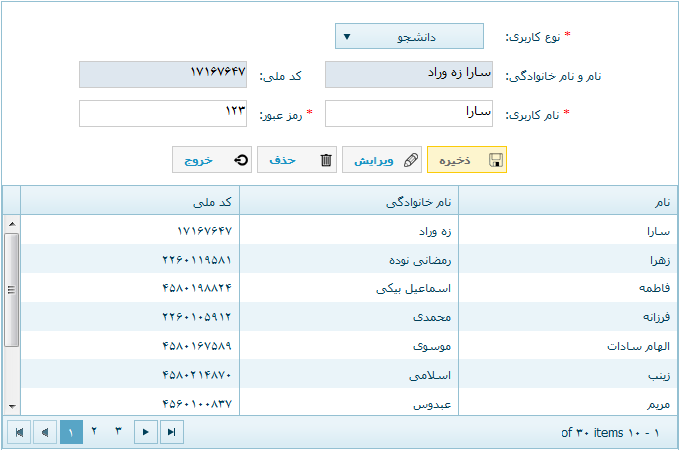 * نوع کاربری: دانشجو
نام و نام خانوادگی: سارا زه وراد کد ملی: ۱۷۱۶۷۶۴۷
* نام کاربری: سارا * رمز عبور: ۱۲۳
ذخیره ویرایش حذف خروج
نام نام خانوادگی کد ملی
سارا زه وراد ۱۷۱۶۷۶۴۷
زهرا رمضانی نوده ۲۲۶۰۱۱۹۵۸۱
فاطمه اسماعیل بیکی ۴۵۸۰۱۹۸۸۲۴
فرزانه محمدی ۲۲۶۰۱۰۵۹۱۲
الهام سادات موسوی ۴۵۸۰۱۶۷۵۸۹
زینب اسلامی ۴۵۸۰۲۱۴۸۷۰
مریم عبدوس ۴۵۶۰۱۰۰۸۳۷
۱ ۲ ۳ of ۳۰ items ۱۰ - ۱